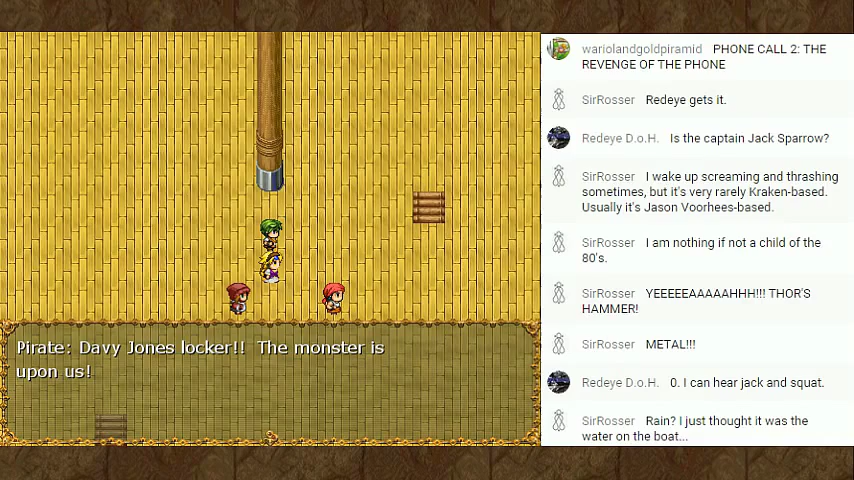 Pirate: Davy Jones locker!! The monster is
upon us!
wariolandgoldpiramid PHONE CALL 2: THE
REVENGE OF THE PHONE
SirRosser Redeye gets it.
Redeye D.o.H. Is the captain Jack Sparrow?
SirRosser I wake up screaming and thrashing
sometimes, but it's very rarely Kraken-based.
Usually it's Jason Voorhees-based.
SirRosser I am nothing if not a child of the
80's.
SirRosser YEEEEEAAAAAHHH!!! THOR'S
HAMMER!
SirRosser METAL!!!
Redeye D.o.H. 0. I can hear jack and squat.
SirRosser Rain? I just thought it was the
water on the boat...